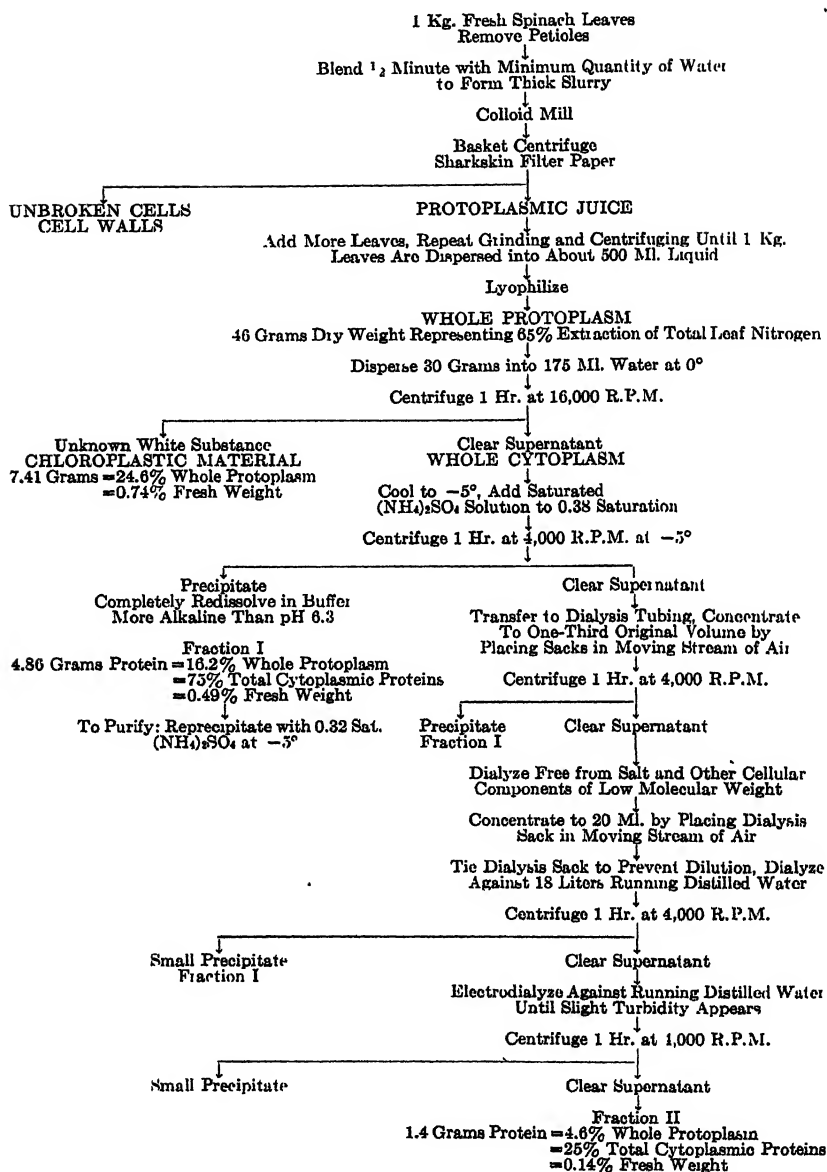 1 Kg. Fresh Spinach Leaves
Remove Petioles
Blend ½ Minute with Minimum Quantity of Water
to Form Thick Slurry
Colloid Mill
Basket Centrifuge
Sharkskin Filter Paper
UNBROKEN CELLS
CELL WALLS
PROTOPLASMIC JUICE
Add More Leaves, Repeat Grinding and Centrifuging Until 1 Kg.
Leaves Are Dispersed into About 500 Ml. Liquid
Lyophilize
WHOLE PROTOPLASM
46 Grams Dry Weight Representing 65% Extraction of Total Leaf Nitrogen
Disperse 30 Grams into 175 Ml. Water at 0°
Centrifuge 1 Hr. at 16,000 R.P.M.
Unknown White Substance
CHLOROPLASTIC MATERIAL
7.41 Grams = 24.6% Whole Protoplasm
= 0.74% Fresh Weight
Clear Supernatant
WHOLE CYTOPLASM
Cool to −5°, Add Saturated
(NH₄)₂SO₄ Solution to 0.38 Saturation
Centrifuge 1 Hr. at 4,000 R.P.M. at −5°
Precipitate
Completely Redissolve in Buffer
More Alkaline Than pH 6.3
Fraction I
4.86 Grams Protein = 16.2% Whole Protoplasm
= 75% Total Cytoplasmic Proteins
= 0.49% Fresh Weight
To Purify: Reprecipitate with 0.32 Sat.
(NH₄)₂SO₄ at −5°
Clear Supernatant
Transfer to Dialysis Tubing, Concentrate
To One-Third Original Volume by
Placing Sacks in Moving Stream of Air
Centrifuge 1 Hr. at 4,000 R.P.M.
Precipitate
Fraction I
Clear Supernatant
Dialyze Free from Salt and Other Cellular
Components of Low Molecular Weight
Concentrate to 20 Ml. by Placing Dialysis
Sack in Moving Stream of Air
Tie Dialysis Sack to Prevent Dilution, Dialyze
Against 18 Liters Running Distilled Water
Centrifuge 1 Hr. at 4,000 R.P.M.
Small Precipitate
Fraction I
Clear Supernatant
Electrodialyze Against Running Distilled Water
Until Slight Turbidity Appears
Centrifuge 1 Hr. at 4,000 R.P.M.
Small Precipitate
Clear Supernatant
Fraction II
1.4 Grams Protein = 4.6% Whole Protoplasm
= 25% Total Cytoplasmic Proteins
= 0.14% Fresh Weight